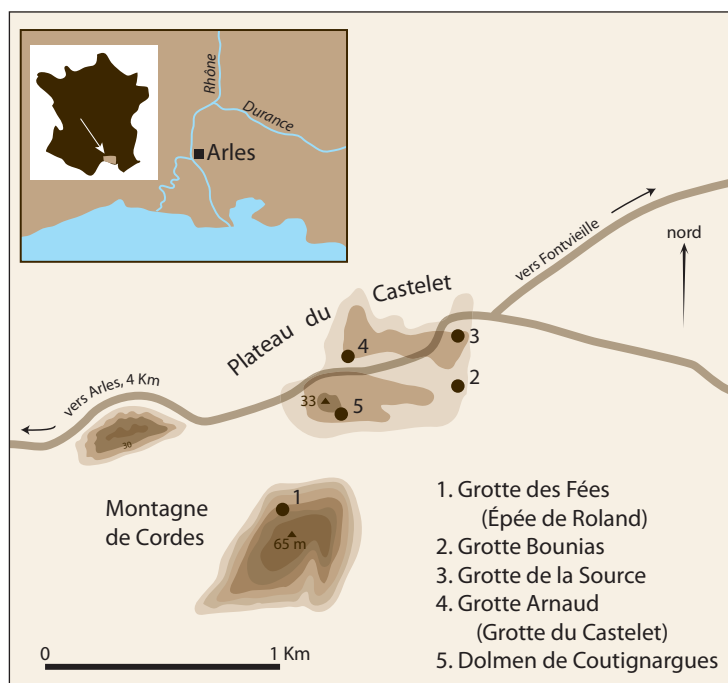 Rhône
Durance
Arles
nord
vers Fontvieille
Plateau du Castelet
3
4
2
vers Arles, 4 Km
33
5
30
1
Montagne
de Cordes
65 m
1. Grotte des Fées
(Épée de Roland)
2. Grotte Bounias
3. Grotte de la Source
4. Grotte Arnaud
(Grotte du Castelet)
5. Dolmen de Coutignargues
0
1 Km